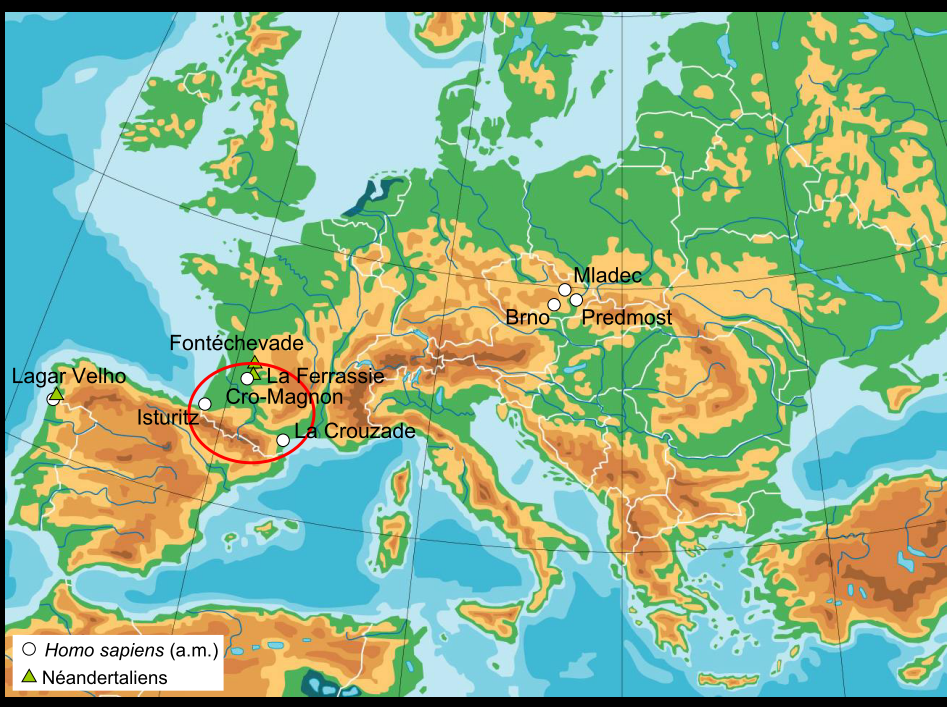 Mladec
Brno
Predmost
Fontéchevade
Lagar Velho
La Ferrassie
Cro-Magnon
Isturitz
La Crouzade
Homo sapiens (a.m.)
Néandertaliens